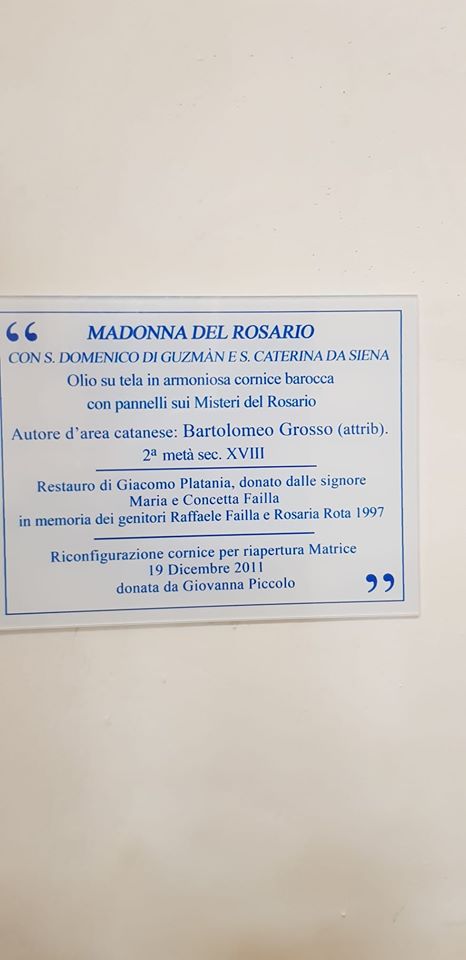 “
MADONNA DEL ROSARIO
CON S. DOMENICO DI GUZMÀN E S. CATERINA DA SIENA
Olio su tela in armoniosa cornice barocca
con pannelli sui Misteri del Rosario
Autore d’area catanese: Bartolomeo Grosso (attrib).
2ª metà sec. XVIII
Restauro di Giacomo Platania, donato dalle signore
Maria e Concetta Failla
in memoria dei genitori Raffaele Failla e Rosaria Rota 1997
Riconfigurazione cornice per riapertura Matrice
19 Dicembre 2011
donata da Giovanna Piccolo
”